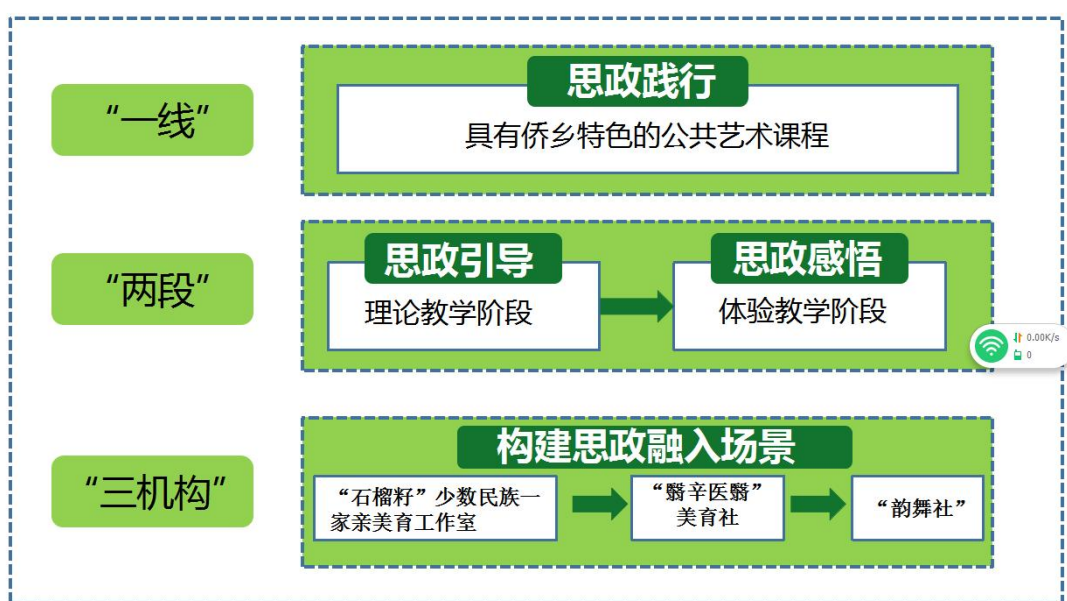 “一线”
思政践行
具有侨乡特色的公共艺术课程
“两段”
思政引导
理论教学阶段
思政感悟
体验教学阶段
0.00K/s
0
“三机构”
构建思政融入场景
“石榴籽”少数民族一
家亲美育工作室
“翳辛医翳”
美育社
“韵舞社”